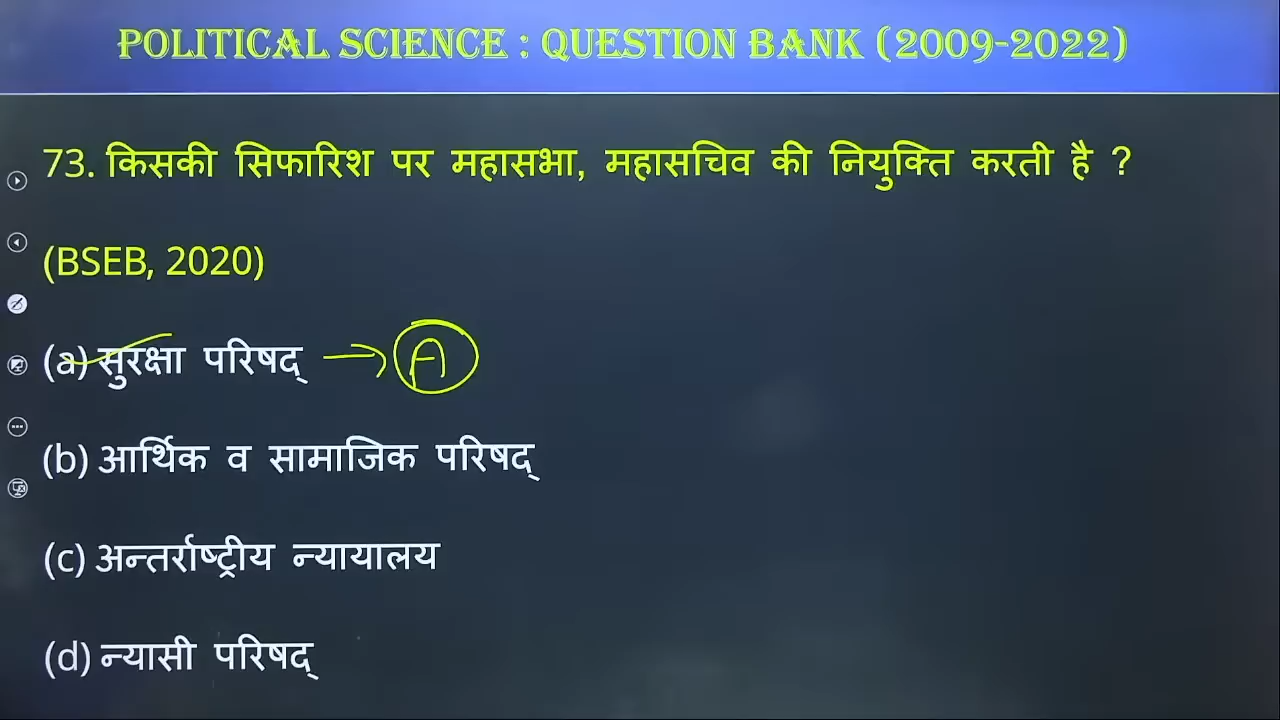 POLITICAL SCIENCE : QUESTION BANK (2009-2022)
73. किसकी सिफारिश पर महासभा, महासचिव की नियुक्ति करती है ?
(BSEB, 2020)
(a) सुरक्षा परिषद् → A
(b) आर्थिक व सामाजिक परिषद्
(c) अन्तर्राष्ट्रीय न्यायालय
(d) न्यासी परिषद्